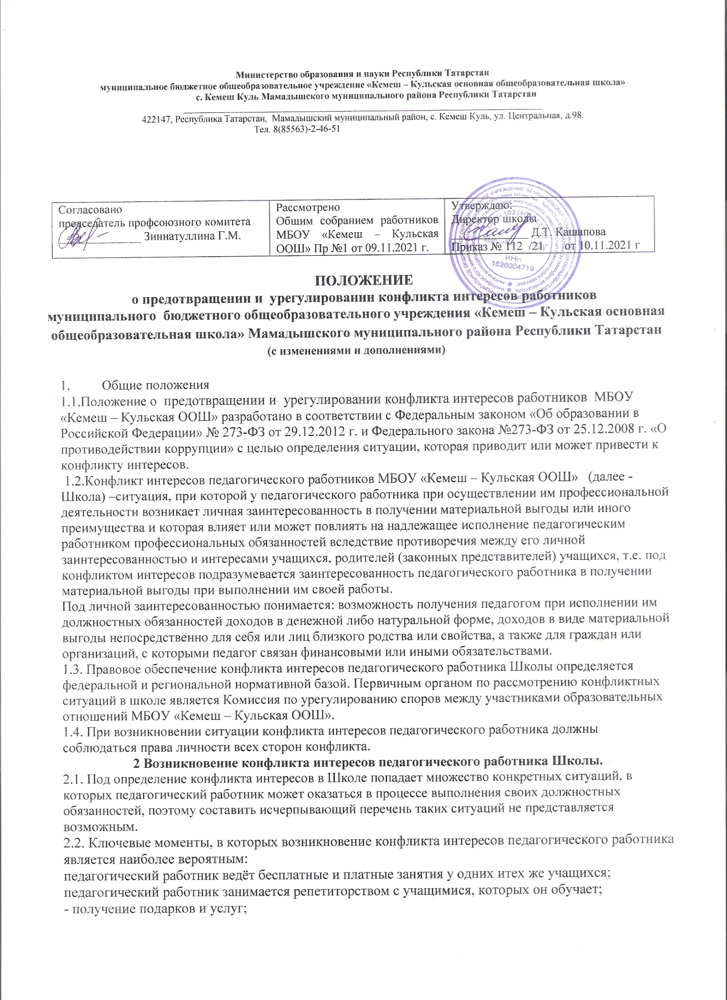 Министерство образования и науки Республики Татарстан
муниципальное бюджетное общеобразовательное учреждение «Кемеш – Кульская основная общеобразовательная школа»
с. Кемеш Куль Мамадышского муниципального района Республики Татарстан
422147, Республика Татарстан, Мамадышский муниципальный район, с. Кемеш Куль, ул. Центральная, д.98.
Тел. 8(85563)-2-46-51
Согласовано
председатель профсоюзного комитета
______________ Зиннатуллина Г.М.
Рассмотрено
Общим собранием работников
МБОУ «Кемеш – Кульская
ООШ» Пр №1 от 09.11.2021 г.
Утверждаю:
Директор школы
_____________ Д.Т. Кашапова
Приказ № 112 /21 от 10.11.2021 г
ИНН
1626004719
ПОЛОЖЕНИЕ
о предотвращении и урегулировании конфликта интересов работников
муниципального бюджетного общеобразовательного учреждения «Кемеш – Кульская основная
общеобразовательная школа» Мамадышского муниципального района Республики Татарстан
(с изменениями и дополнениями)
1. Общие положения
1.1.Положение о предотвращении и урегулировании конфликта интересов работников МБОУ
«Кемеш – Кульская ООШ» разработано в соответствии с Федеральным законом «Об образовании в
Российской Федерации» № 273-ФЗ от 29.12.2012 г. и Федерального закона №273-ФЗ от 25.12.2008 г. «О
противодействии коррупции» с целью определения ситуации, которая приводит или может привести к
конфликту интересов.
1.2.Конфликт интересов педагогического работников МБОУ «Кемеш – Кульская ООШ» (далее -
Школа) –ситуация, при которой у педагогического работника при осуществлении им профессиональной
деятельности возникает личная заинтересованность в получении материальной выгоды или иного
преимущества и которая влияет или может повлиять на надлежащее исполнение педагогическим
работником профессиональных обязанностей вследствие противоречия между его личной
заинтересованностью и интересами учащихся, родителей (законных представителей) учащихся, т.е. под
конфликтом интересов подразумевается заинтересованность педагогического работника в получении
материальной выгоды при выполнении им своей работы.
Под личной заинтересованностью понимается: возможность получения педагогом при исполнении им
должностных обязанностей доходов в денежной либо натуральной форме, доходов в виде материальной
выгоды непосредственно для себя или лиц близкого родства или свойства, а также для граждан или
организаций, с которыми педагог связан финансовыми или иными обязательствами.
1.3. Правовое обеспечение конфликта интересов педагогического работника Школы определяется
федеральной и региональной нормативной базой. Первичным органом по рассмотрению конфликтных
ситуаций в школе является Комиссия по урегулированию споров между участниками образовательных
отношений МБОУ «Кемеш – Кульская ООШ».
1.4. При возникновении ситуации конфликта интересов педагогического работника должны
соблюдаться права личности всех сторон конфликта.
2 Возникновение конфликта интересов педагогического работника Школы.
2.1. Под определение конфликта интересов в Школе попадает множество конкретных ситуаций, в
которых педагогический работник может оказаться в процессе выполнения своих должностных
обязанностей, поэтому составить исчерпывающий перечень таких ситуаций не представляется
возможным.
2.2. Ключевые моменты, в которых возникновение конфликта интересов педагогического работника
является наиболее вероятным:
педагогический работник ведёт бесплатные и платные занятия у одних итех же учащихся;
педагогический работник занимается репетиторством с учащимися, которых он обучает;
- получение подарков и услуг;